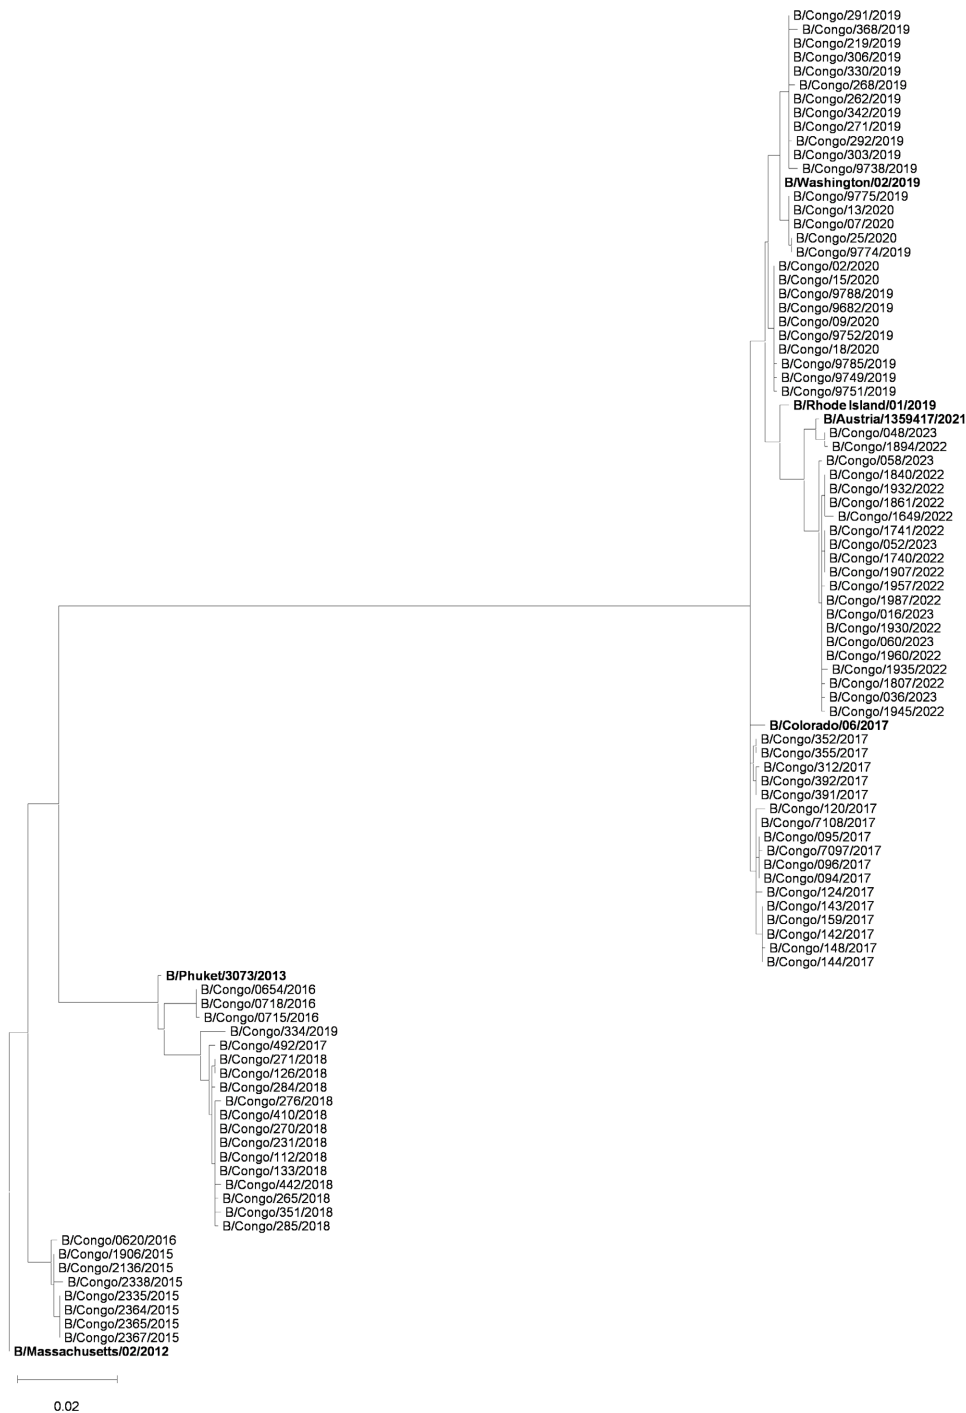 B/Congo/291/2019
B/Congo/368/2019
B/Congo/219/2019
B/Congo/306/2019
B/Congo/330/2019
B/Congo/268/2019
B/Congo/262/2019
B/Congo/342/2019
B/Congo/271/2019
B/Congo/292/2019
B/Congo/303/2019
B/Congo/9738/2019
B/Washington/02/2019
B/Congo/9775/2019
B/Congo/13/2020
B/Congo/07/2020
B/Congo/25/2020
B/Congo/9774/2019
B/Congo/02/2020
B/Congo/15/2020
B/Congo/9788/2019
B/Congo/9682/2019
B/Congo/09/2020
B/Congo/9752/2019
B/Congo/18/2020
B/Congo/9785/2019
B/Congo/9749/2019
B/Congo/9751/2019
B/Rhode Island/01/2019
B/Austria/1359417/2021
B/Congo/048/2023
B/Congo/1894/2022
B/Congo/058/2023
B/Congo/1840/2022
B/Congo/1932/2022
B/Congo/1861/2022
B/Congo/1649/2022
B/Congo/1741/2022
B/Congo/052/2023
B/Congo/1740/2022
B/Congo/1907/2022
B/Congo/1957/2022
B/Congo/1987/2022
B/Congo/016/2023
B/Congo/1930/2022
B/Congo/060/2023
B/Congo/1960/2022
B/Congo/1935/2022
B/Congo/1807/2022
B/Congo/036/2023
B/Congo/1945/2022
B/Colorado/06/2017
B/Congo/352/2017
B/Congo/355/2017
B/Congo/312/2017
B/Congo/392/2017
B/Congo/391/2017
B/Congo/120/2017
B/Congo/7108/2017
B/Congo/095/2017
B/Congo/7097/2017
B/Congo/096/2017
B/Congo/094/2017
B/Congo/124/2017
B/Congo/143/2017
B/Congo/159/2017
B/Congo/142/2017
B/Congo/148/2017
B/Congo/144/2017
B/Phuket/3073/2013
B/Congo/0654/2016
B/Congo/0718/2016
B/Congo/0715/2016
B/Congo/334/2019
B/Congo/492/2017
B/Congo/271/2018
B/Congo/126/2018
B/Congo/284/2018
B/Congo/276/2018
B/Congo/410/2018
B/Congo/270/2018
B/Congo/231/2018
B/Congo/112/2018
B/Congo/133/2018
B/Congo/442/2018
B/Congo/265/2018
B/Congo/351/2018
B/Congo/285/2018
B/Congo/0620/2016
B/Congo/1906/2015
B/Congo/2136/2015
B/Congo/2338/2015
B/Congo/2335/2015
B/Congo/2364/2015
B/Congo/2365/2015
B/Congo/2367/2015
B/Massachusetts/02/2012
0.02